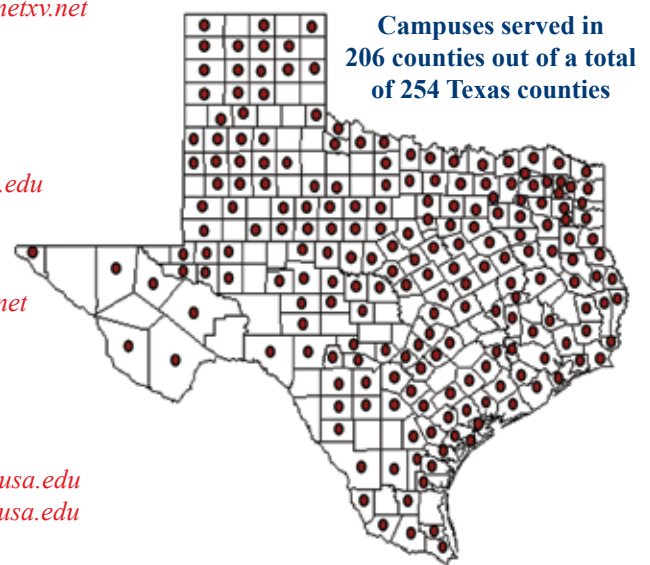 netxv.net
Campuses served in
206 counties out of a total
of 254 Texas counties
.edu
net
usa.edu
usa.edu